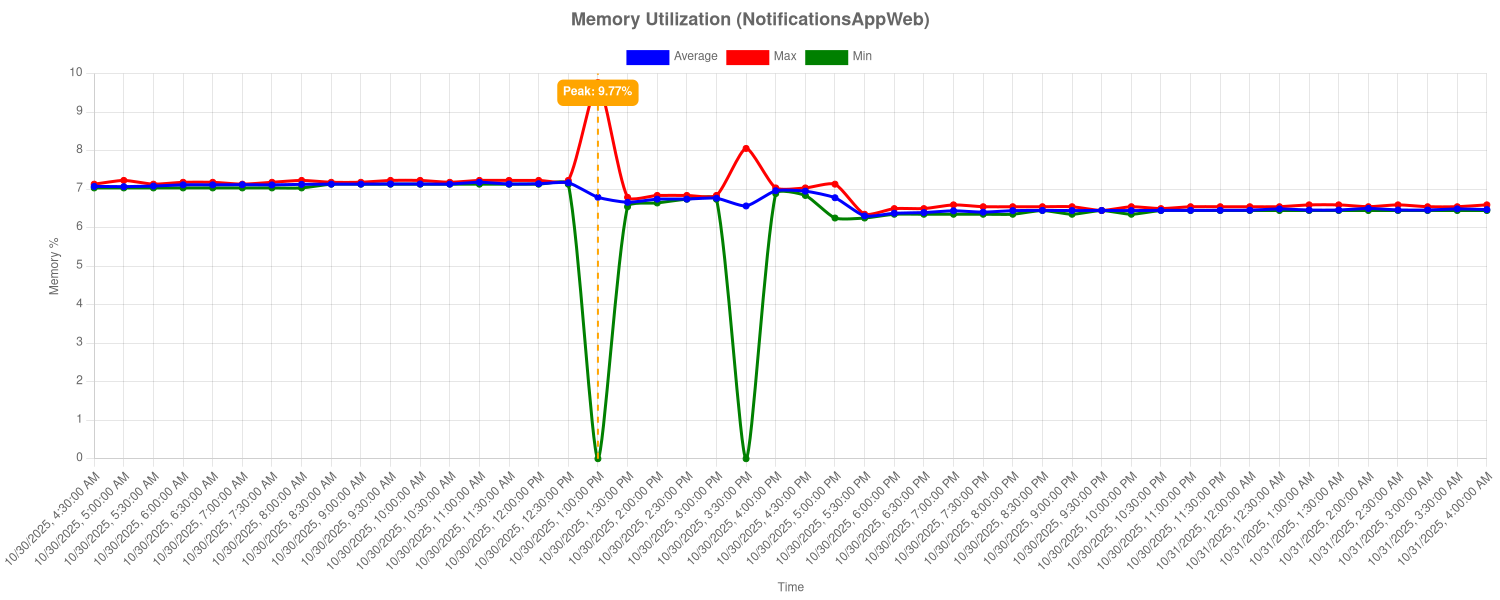 Memory Utilization (NotificationsAppWeb)
Average Max Min
Peak: 9.77%
10
9
8
7
6
5
4
3
2
1
0
Memory %
10/30/2025, 4:30:00 AM
10/30/2025, 5:00:00 AM
10/30/2025, 5:30:00 AM
10/30/2025, 6:00:00 AM
10/30/2025, 6:30:00 AM
10/30/2025, 7:00:00 AM
10/30/2025, 7:30:00 AM
10/30/2025, 8:00:00 AM
10/30/2025, 8:30:00 AM
10/30/2025, 9:00:00 AM
10/30/2025, 9:30:00 AM
10/30/2025, 10:00:00 AM
10/30/2025, 10:30:00 AM
10/30/2025, 11:00:00 AM
10/30/2025, 11:30:00 AM
10/30/2025, 12:00:00 PM
10/30/2025, 12:30:00 PM
10/30/2025, 1:00:00 PM
10/30/2025, 1:30:00 PM
10/30/2025, 2:00:00 PM
10/30/2025, 2:30:00 PM
10/30/2025, 3:00:00 PM
10/30/2025, 3:30:00 PM
10/30/2025, 4:00:00 PM
10/30/2025, 4:30:00 PM
10/30/2025, 5:00:00 PM
10/30/2025, 5:30:00 PM
10/30/2025, 6:00:00 PM
10/30/2025, 6:30:00 PM
10/30/2025, 7:00:00 PM
10/30/2025, 7:30:00 PM
10/30/2025, 8:00:00 PM
10/30/2025, 8:30:00 PM
10/30/2025, 9:00:00 PM
10/30/2025, 9:30:00 PM
10/30/2025, 10:00:00 PM
10/30/2025, 10:30:00 PM
10/30/2025, 11:00:00 PM
10/30/2025, 11:30:00 PM
10/31/2025, 12:00:00 AM
10/31/2025, 12:30:00 AM
10/31/2025, 1:00:00 AM
10/31/2025, 1:30:00 AM
10/31/2025, 2:00:00 AM
10/31/2025, 2:30:00 AM
10/31/2025, 3:00:00 AM
10/31/2025, 3:30:00 AM
10/31/2025, 4:00:00 AM
Time